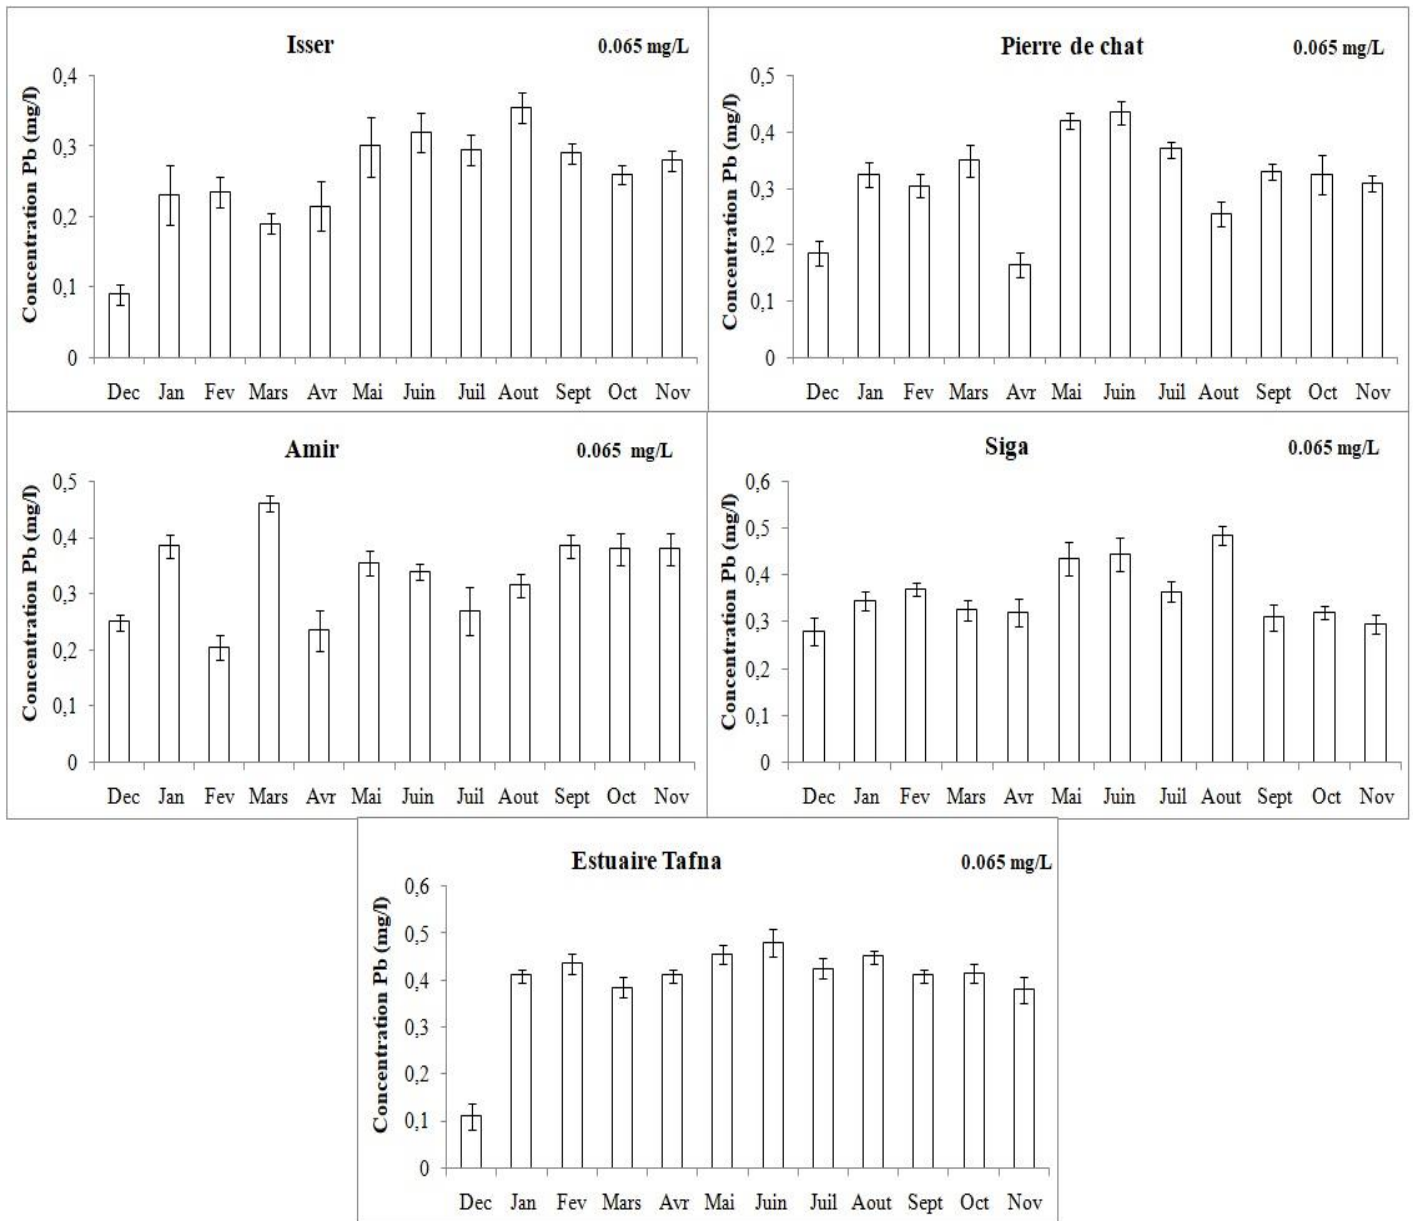 Isser
0.065 mg/L
Concentration Pb (mg/l)
0,4
0,3
0,2
0,1
0
Dec Jan Fev Mars Avr Mai Juin Juil Aout Sept Oct Nov
Pierre de chat
0.065 mg/L
Concentration Pb (mg/l)
0,5
0,4
0,3
0,2
0,1
0
Dec Jan Fev Mars Avr Mai Juin Juil Aout Sept Oct Nov
Amir
0.065 mg/L
Concentration Pb (mg/l)
0,5
0,4
0,3
0,2
0,1
0
Dec Jan Fev Mars Avr Mai Juin Juil Aout Sept Oct Nov
Siga
0.065 mg/L
Concentration Pb (mg/l)
0,6
0,5
0,4
0,3
0,2
0,1
0
Dec Jan Fev Mars Avr Mai Juin Juil Aout Sept Oct Nov
Estuaire Tafna
0.065 mg/L
Concentration Pb (mg/l)
0,6
0,5
0,4
0,3
0,2
0,1
0
Dec Jan Fev Mars Avr Mai Juin Juil Aout Sept Oct Nov